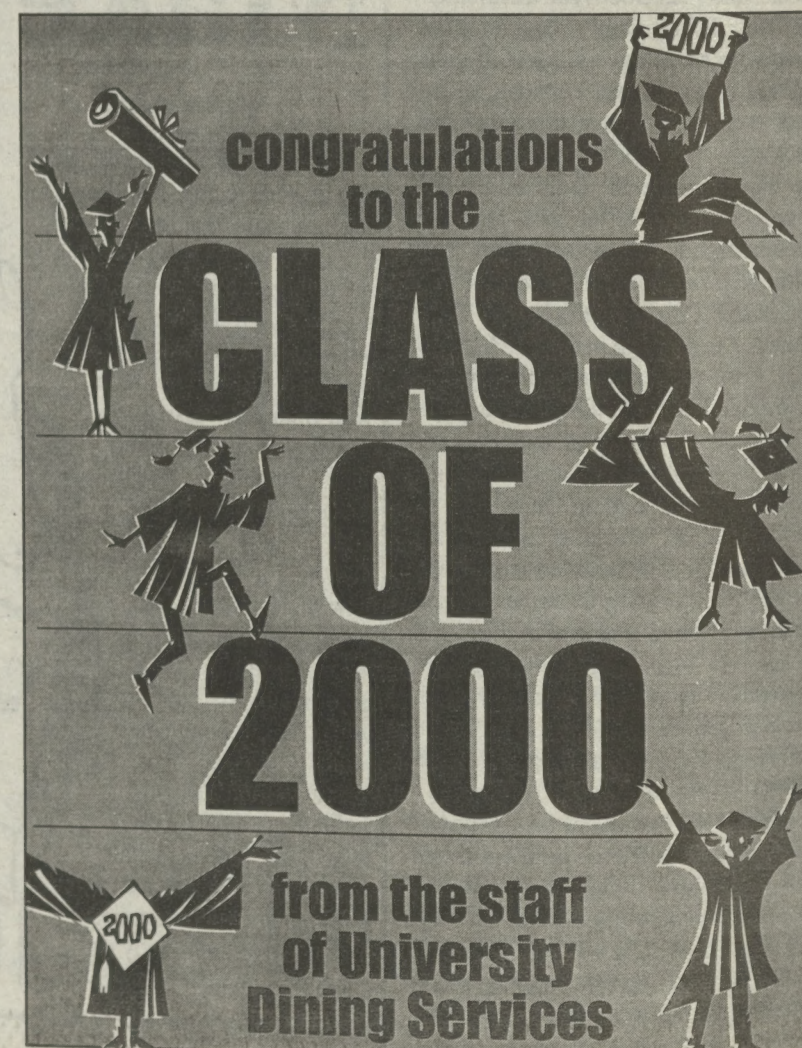 2000
congratulations
to the
CLASS
OF
2000
2000
from the staff
of University
Dining Services